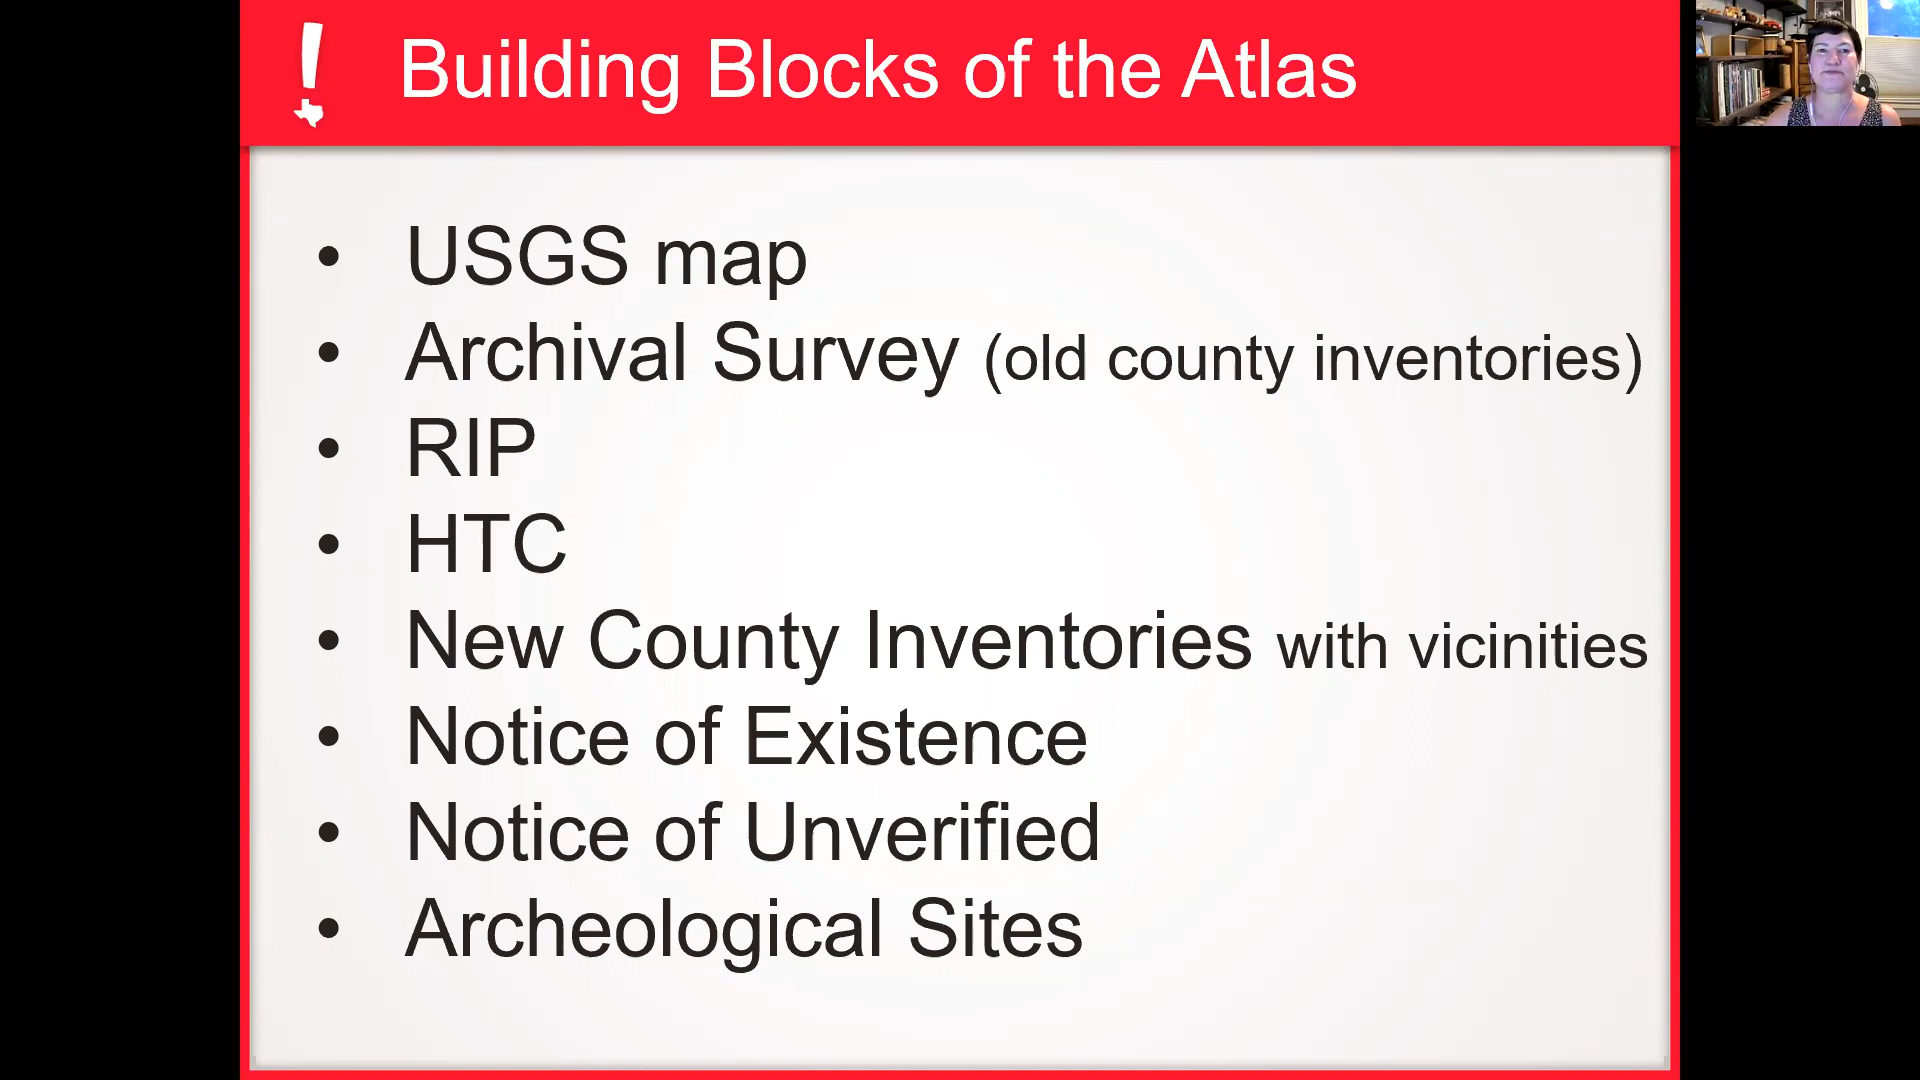 Building Blocks of the Atlas
• USGS map
• Archival Survey (old county inventories)
• RIP
• HTC
• New County Inventories with vicinities
• Notice of Existence
• Notice of Unverified
• Archeological Sites